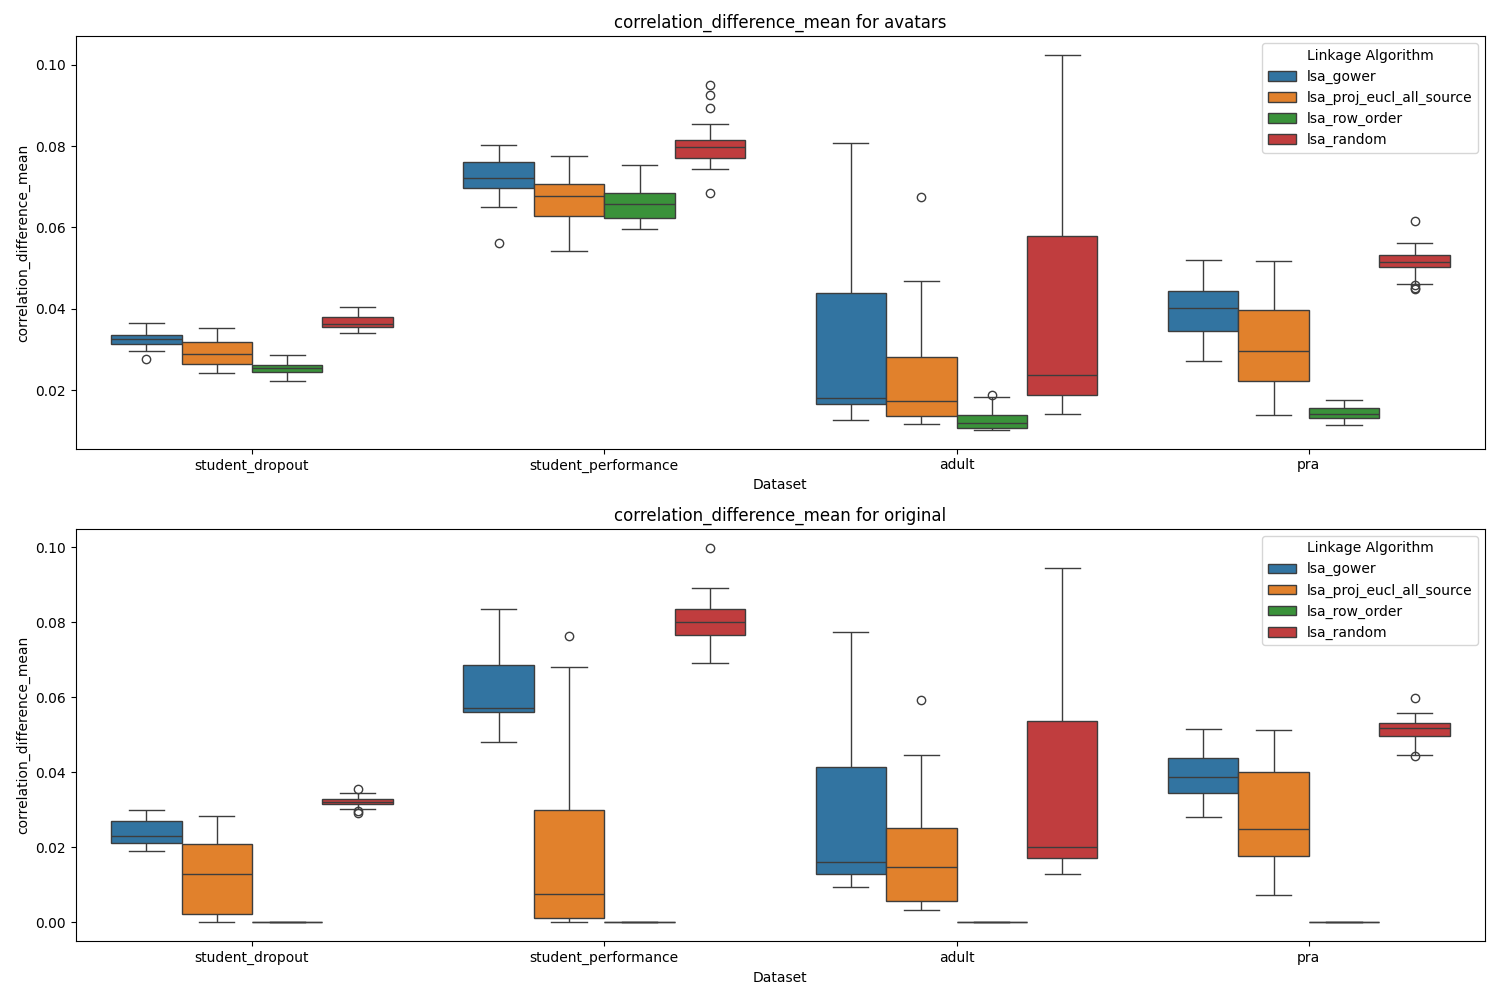 correlation_difference_mean for avatars
correlation_difference_mean
0.10
0.08
0.06
0.04
0.02
Linkage Algorithm
lsa_gower
lsa_proj_eucl_all_source
lsa_row_order
lsa_random
student_dropout
student_performance
adult
pra
Dataset
correlation_difference_mean for original
correlation_difference_mean
0.10
0.08
0.06
0.04
0.02
0.00
Linkage Algorithm
lsa_gower
lsa_proj_eucl_all_source
lsa_row_order
lsa_random
student_dropout
student_performance
adult
pra
Dataset